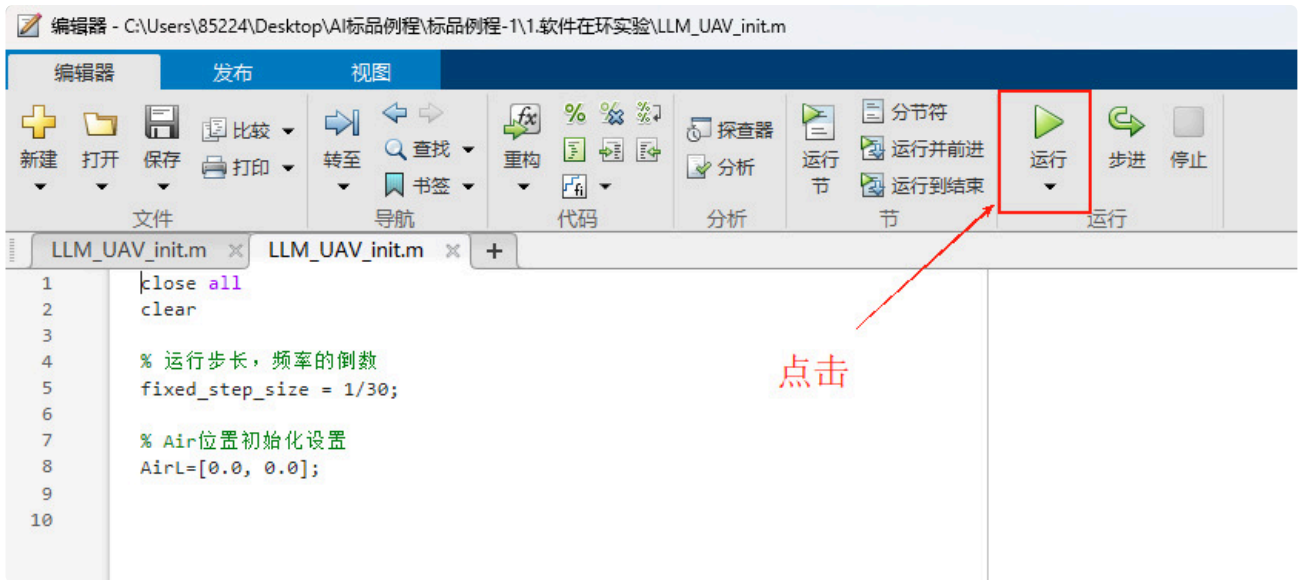 编辑器 - C:\Users\85224\Desktop\AI标品例程\标品例程-1\1.软件在环实验\LLM_UAV_init.m
编辑器 发布 视图
新建 打开 保存 比较 打印
文件
转至 查找 书签
导航
fx 重构 fi
代码
探查器 分析
分析
运行节 分节符 运行并前进 运行到结束
节
运行 步进 停止
运行
LLM_UAV_init.m × LLM_UAV_init.m × +
1 close all
2 clear
3
4 % 运行步长，频率的倒数
5 fixed_step_size = 1/30;
6
7 % Air位置初始化设置
8 AirL=[0.0, 0.0];
9
10
点击